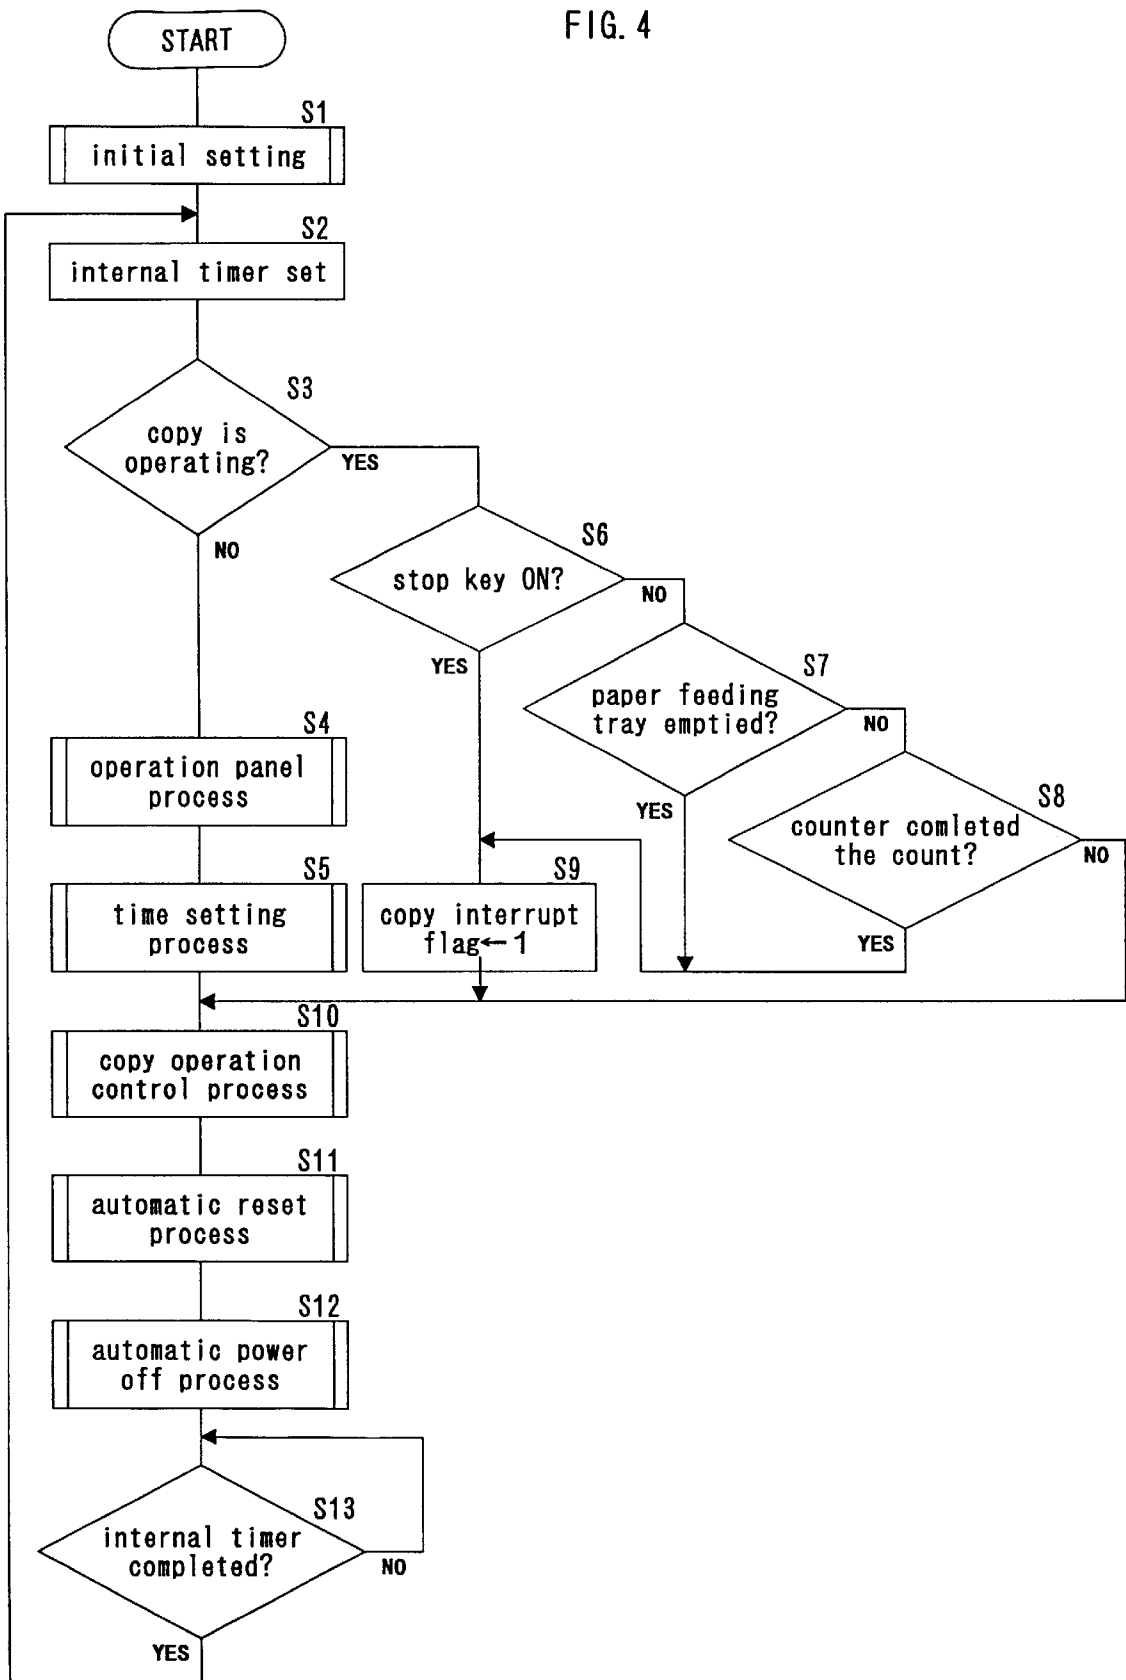 FIG. 4
START
S1
initial setting
S2
internal timer set
S3
copy is
operating?
YES
NO
S6
stop key ON?
NO
YES
S7
paper feeding
tray emptied?
NO
YES
S8
counter comleted
the count?
NO
YES
S4
operation panel
process
S5
time setting
process
S9
copy interrupt
flag←1
S10
copy operation
control process
S11
automatic reset
process
S12
automatic power
off process
S13
internal timer
completed?
NO
YES